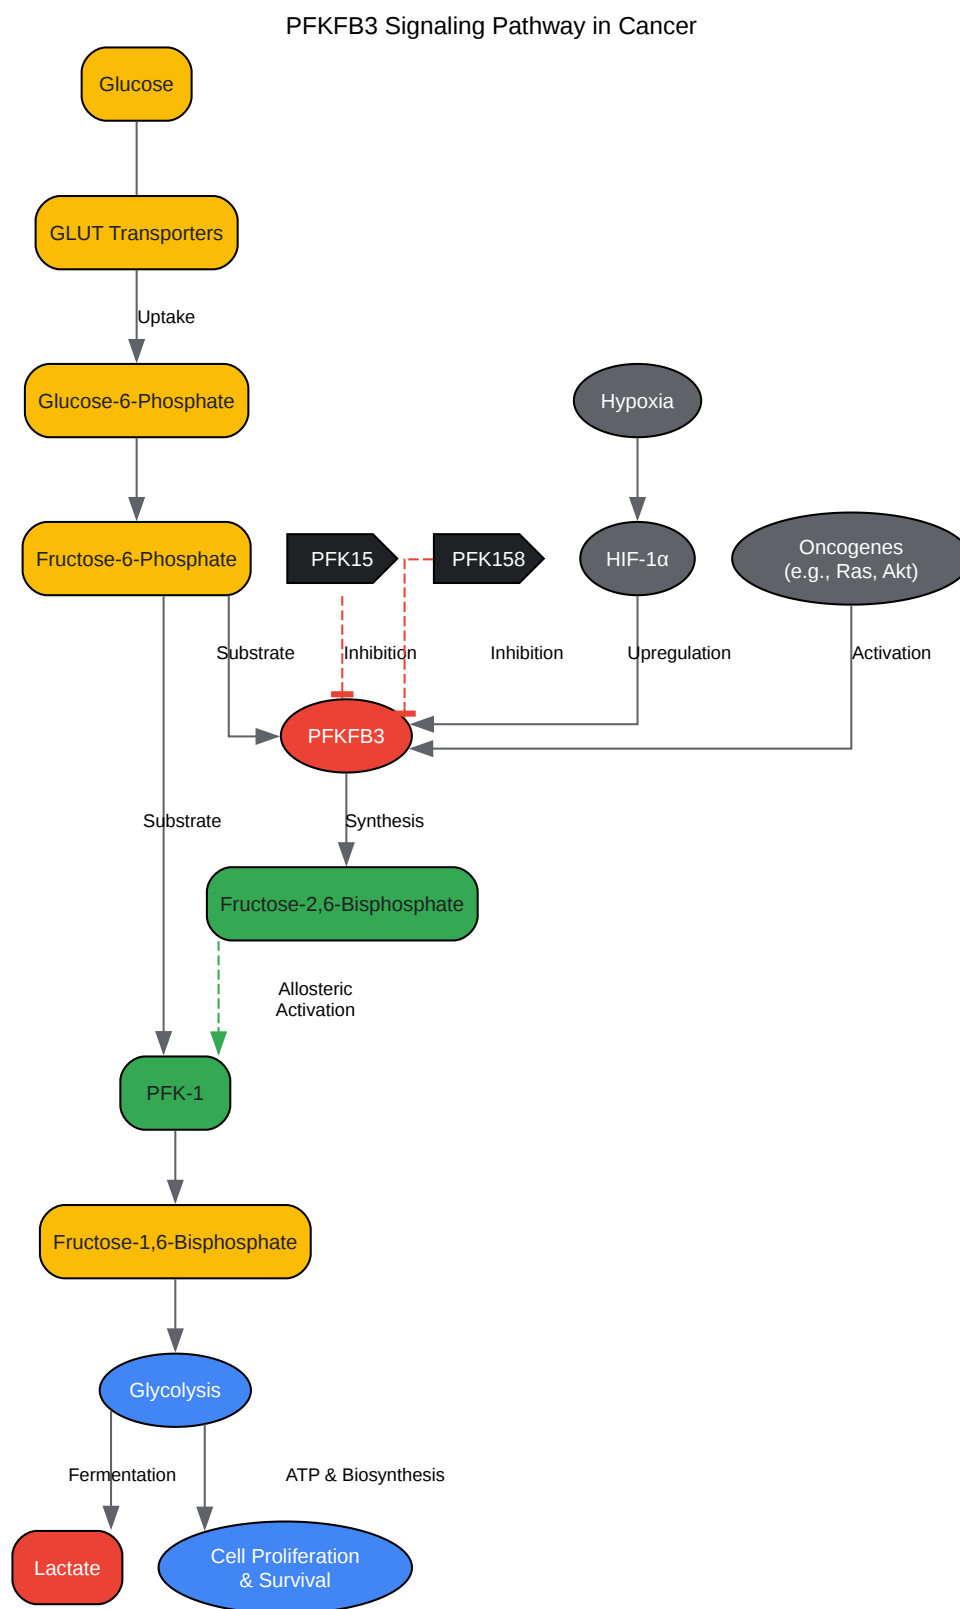 PFKFB3 Signaling Pathway in Cancer
Glucose
GLUT Transporters
Uptake
Glucose-6-Phosphate
Hypoxia
Fructose-6-Phosphate
PFK15
PFK158
HIF-1α
Oncogenes
(e.g., Ras, Akt)
Substrate
Inhibition
Inhibition
Upregulation
Activation
PFKFB3
Substrate
Synthesis
Fructose-2,6-Bisphosphate
Allosteric
Activation
PFK-1
Fructose-1,6-Bisphosphate
Glycolysis
Fermentation
ATP & Biosynthesis
Lactate
Cell Proliferation
& Survival